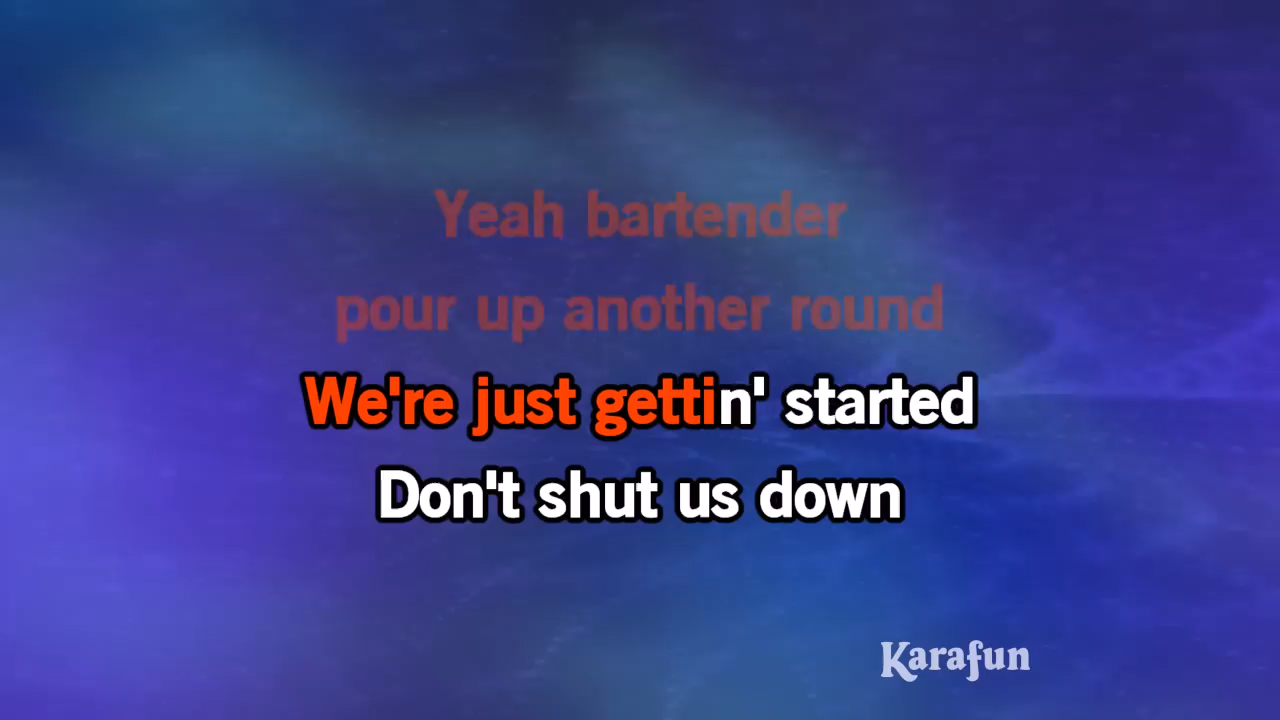 Yeah bartender
pour up another round
We're just gettin' started
Don't shut us down
Karafun